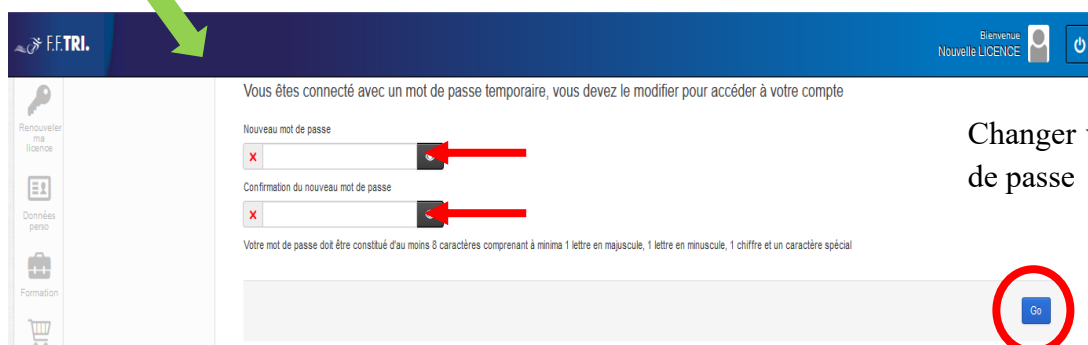 F.F.TRI.
Bienvenue
Nouvelle LICENCE
Renouveler
ma
licence
Données
perso
Formation
Vous êtes connecté avec un mot de passe temporaire, vous devez le modifier pour accéder à votre compte
Nouveau mot de passe
Confirmation du nouveau mot de passe
Votre mot de passe doit être constitué d'au moins 8 caractères comprenant à minima 1 lettre en majuscule, 1 lettre en minuscule, 1 chiffre et un caractère spécial
Go
Changer
de passe